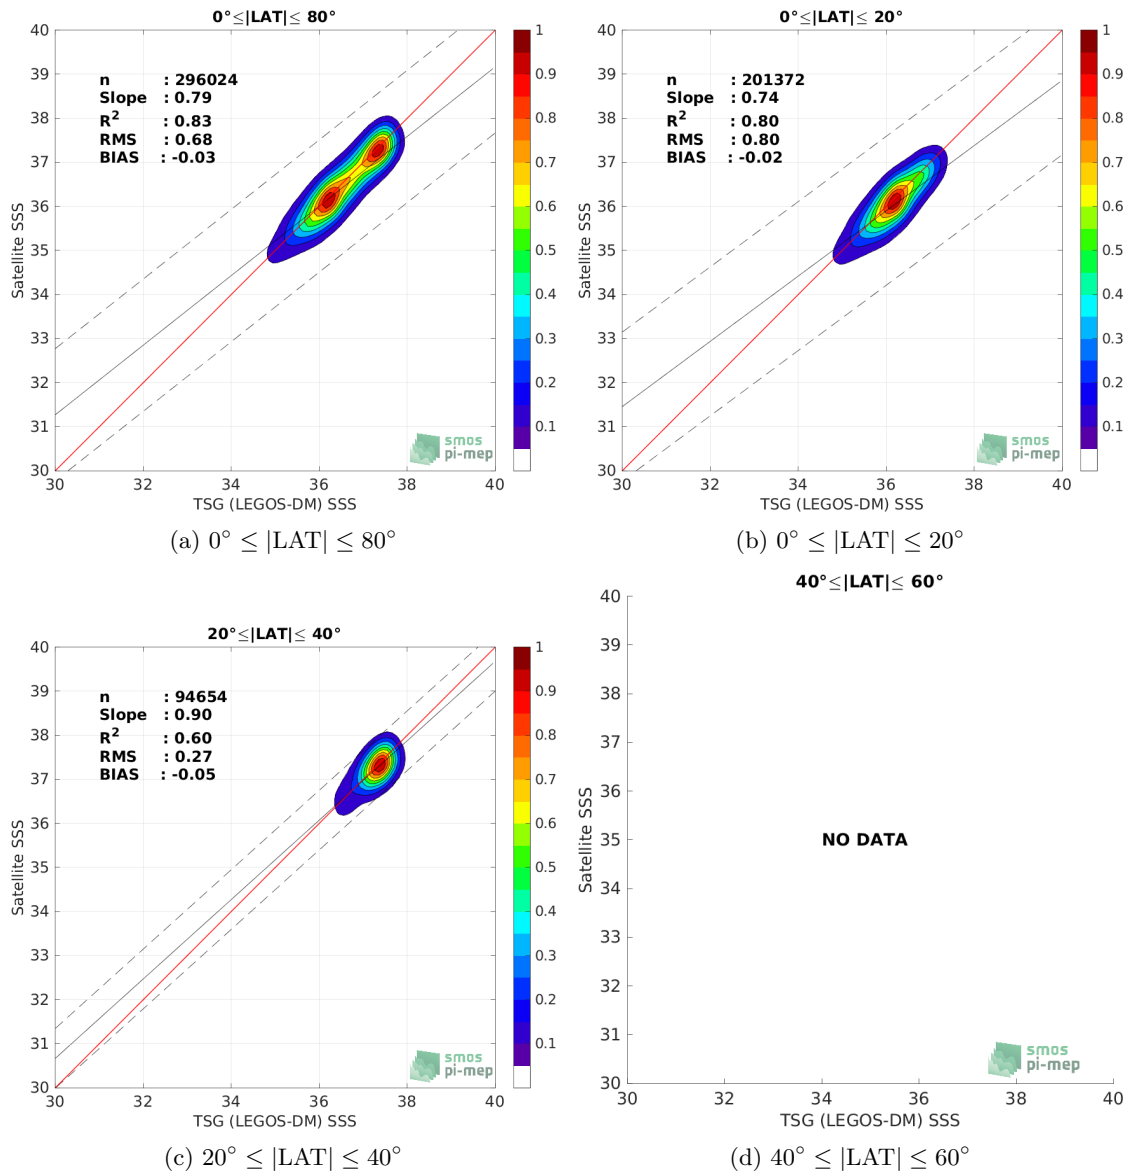 0°≤|LAT|≤ 80°
40
39
38
37
36
35
34
33
32
31
30
Satellite SSS
n : 296024
Slope : 0.79
R2 : 0.83
RMS : 0.68
BIAS : -0.03
smos
pi-mep
30 32 34 36 38 40
TSG (LEGOS-DM) SSS
1
0.9
0.8
0.7
0.6
0.5
0.4
0.3
0.2
0.1
(a) 0° ≤ |LAT| ≤ 80°
0°≤|LAT|≤ 20°
40
39
38
37
36
35
34
33
32
31
30
Satellite SSS
n : 201372
Slope : 0.74
R2 : 0.80
RMS : 0.80
BIAS : -0.02
smos
pi-mep
30 32 34 36 38 40
TSG (LEGOS-DM) SSS
1
0.9
0.8
0.7
0.6
0.5
0.4
0.3
0.2
0.1
(b) 0° ≤ |LAT| ≤ 20°
20°≤|LAT|≤ 40°
40
39
38
37
36
35
34
33
32
31
30
Satellite SSS
n : 94654
Slope : 0.90
R2 : 0.60
RMS : 0.27
BIAS : -0.05
smos
pi-mep
30 32 34 36 38 40
TSG (LEGOS-DM) SSS
1
0.9
0.8
0.7
0.6
0.5
0.4
0.3
0.2
0.1
(c) 20° ≤ |LAT| ≤ 40°
40°≤|LAT|≤ 60°
40
39
38
37
36
35
34
33
32
31
30
Satellite SSS
NO DATA
smos
pi-mep
30 32 34 36 38 40
TSG (LEGOS-DM) SSS
(d) 40° ≤ |LAT| ≤ 60°